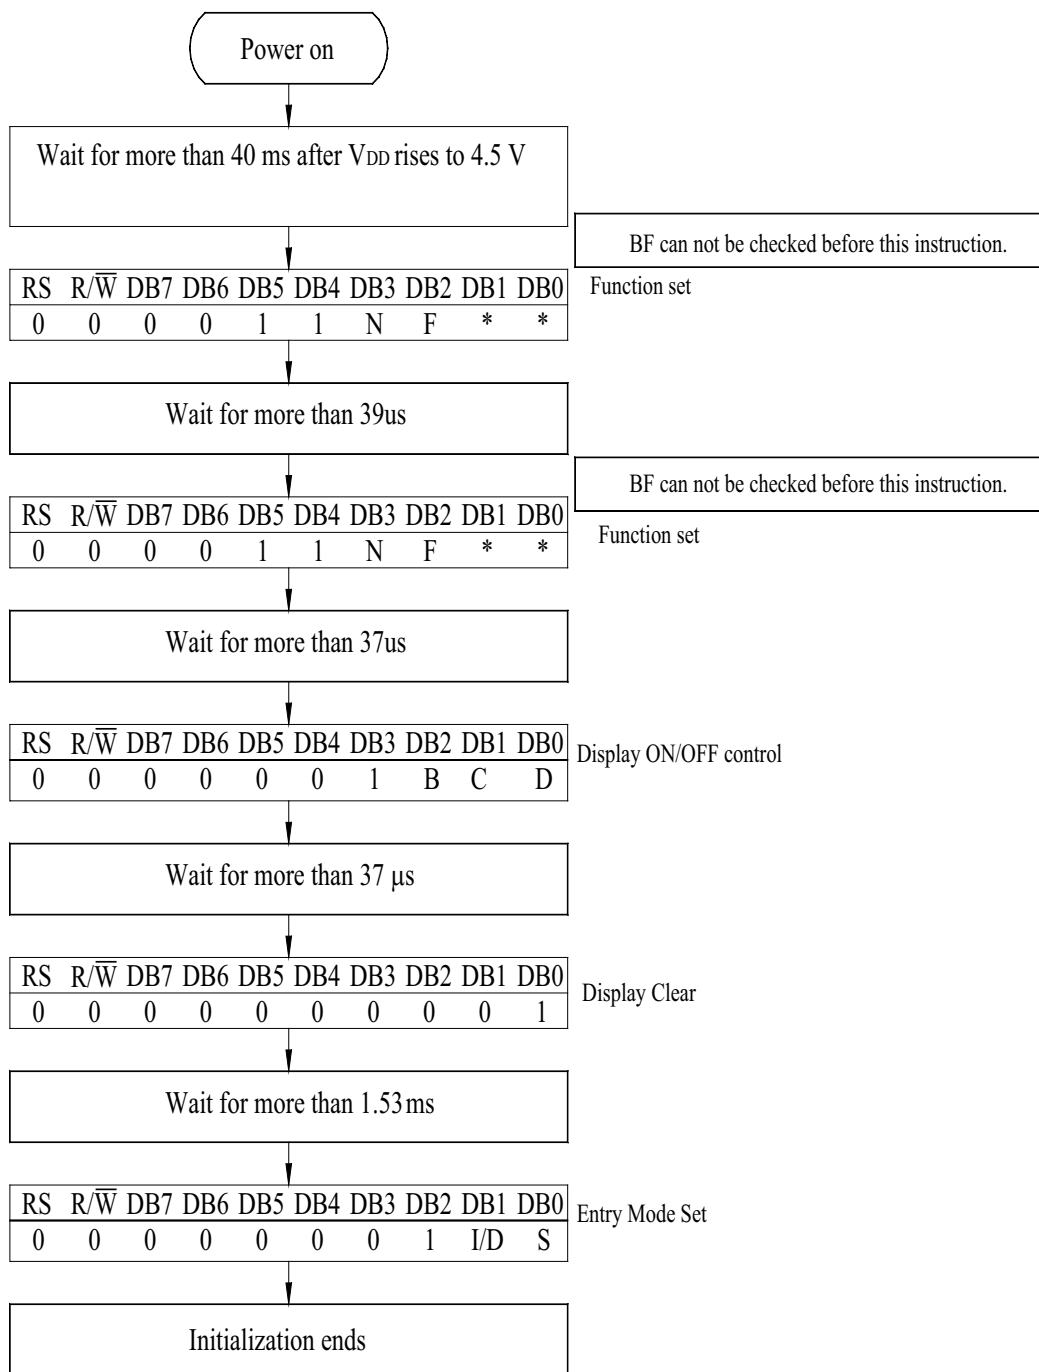 Power on
Wait for more than 40 ms after VDD rises to 4.5 V
BF can not be checked before this instruction.
RS R/W̅ DB7 DB6 DB5 DB4 DB3 DB2 DB1 DB0
Function set
0 0 0 0 1 1 N F * *
Wait for more than 39us
BF can not be checked before this instruction.
RS R/W̅ DB7 DB6 DB5 DB4 DB3 DB2 DB1 DB0
Function set
0 0 0 0 1 1 N F * *
Wait for more than 37us
RS R/W̅ DB7 DB6 DB5 DB4 DB3 DB2 DB1 DB0
Display ON/OFF control
0 0 0 0 0 0 1 B C D
Wait for more than 37 μs
RS R/W̅ DB7 DB6 DB5 DB4 DB3 DB2 DB1 DB0
Display Clear
0 0 0 0 0 0 0 0 0 1
Wait for more than 1.53ms
RS R/W̅ DB7 DB6 DB5 DB4 DB3 DB2 DB1 DB0
Entry Mode Set
0 0 0 0 0 0 0 1 I/D S
Initialization ends